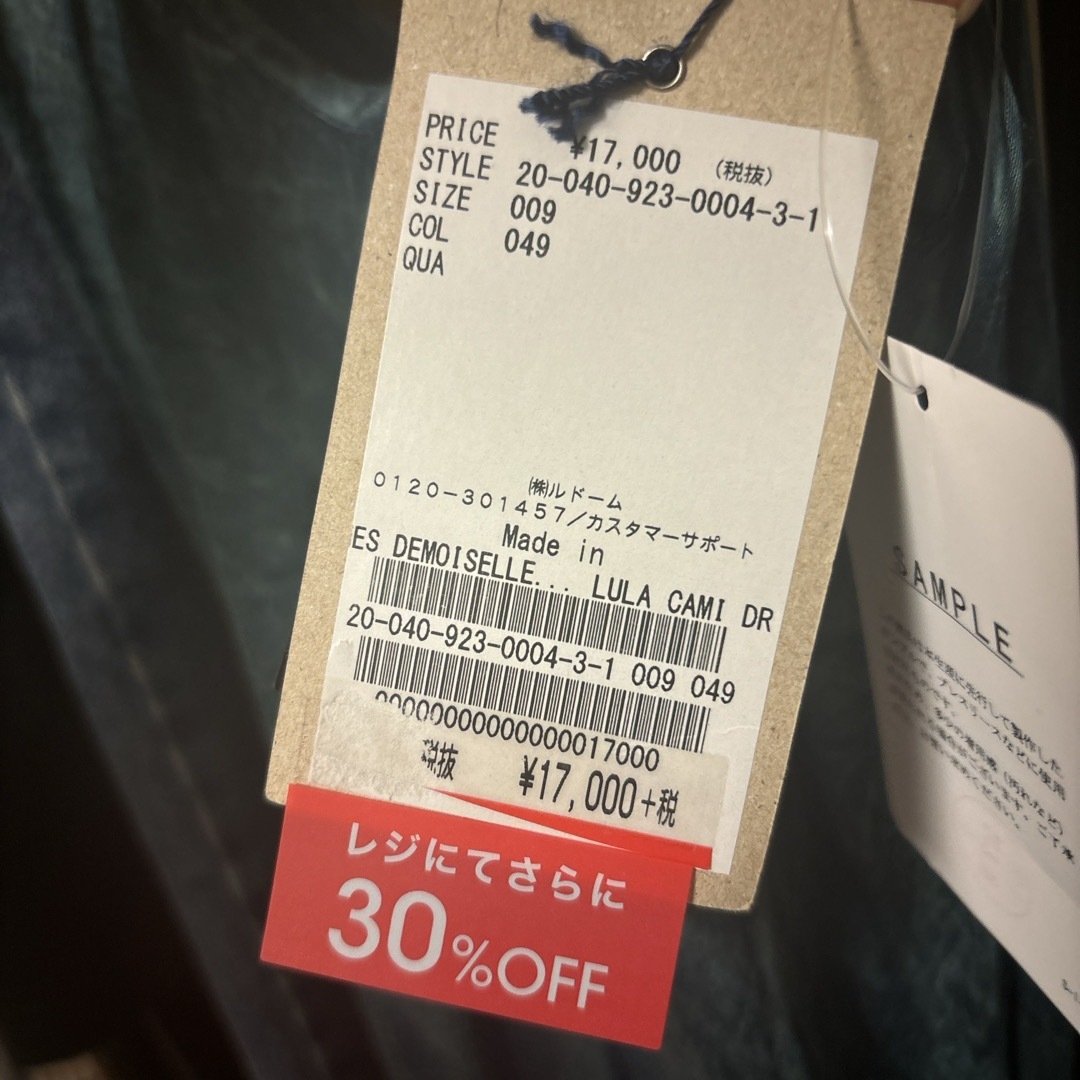 PRICE ¥17,000 (税抜)
STYLE 20-040-923-0004-3-1
SIZE 009
COL 049
QUA
㈱ルドーム
0120-301457/カスタマーサポート
Made in
ES DEMOISELLE... LULA CAMI DR
20-040-923-0004-3-1 009 049
税抜
¥17,000+税
レジにてさらに
30%OFF
SAMPLE